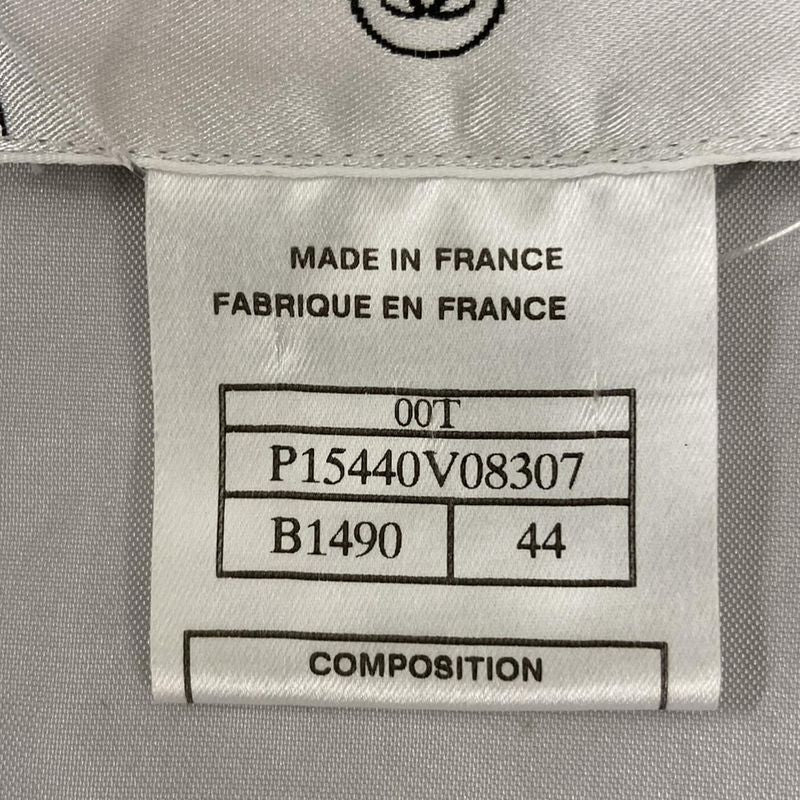 MADE IN FRANCE
FABRIQUE EN FRANCE
00T
P15440V08307
B1490 44
COMPOSITION